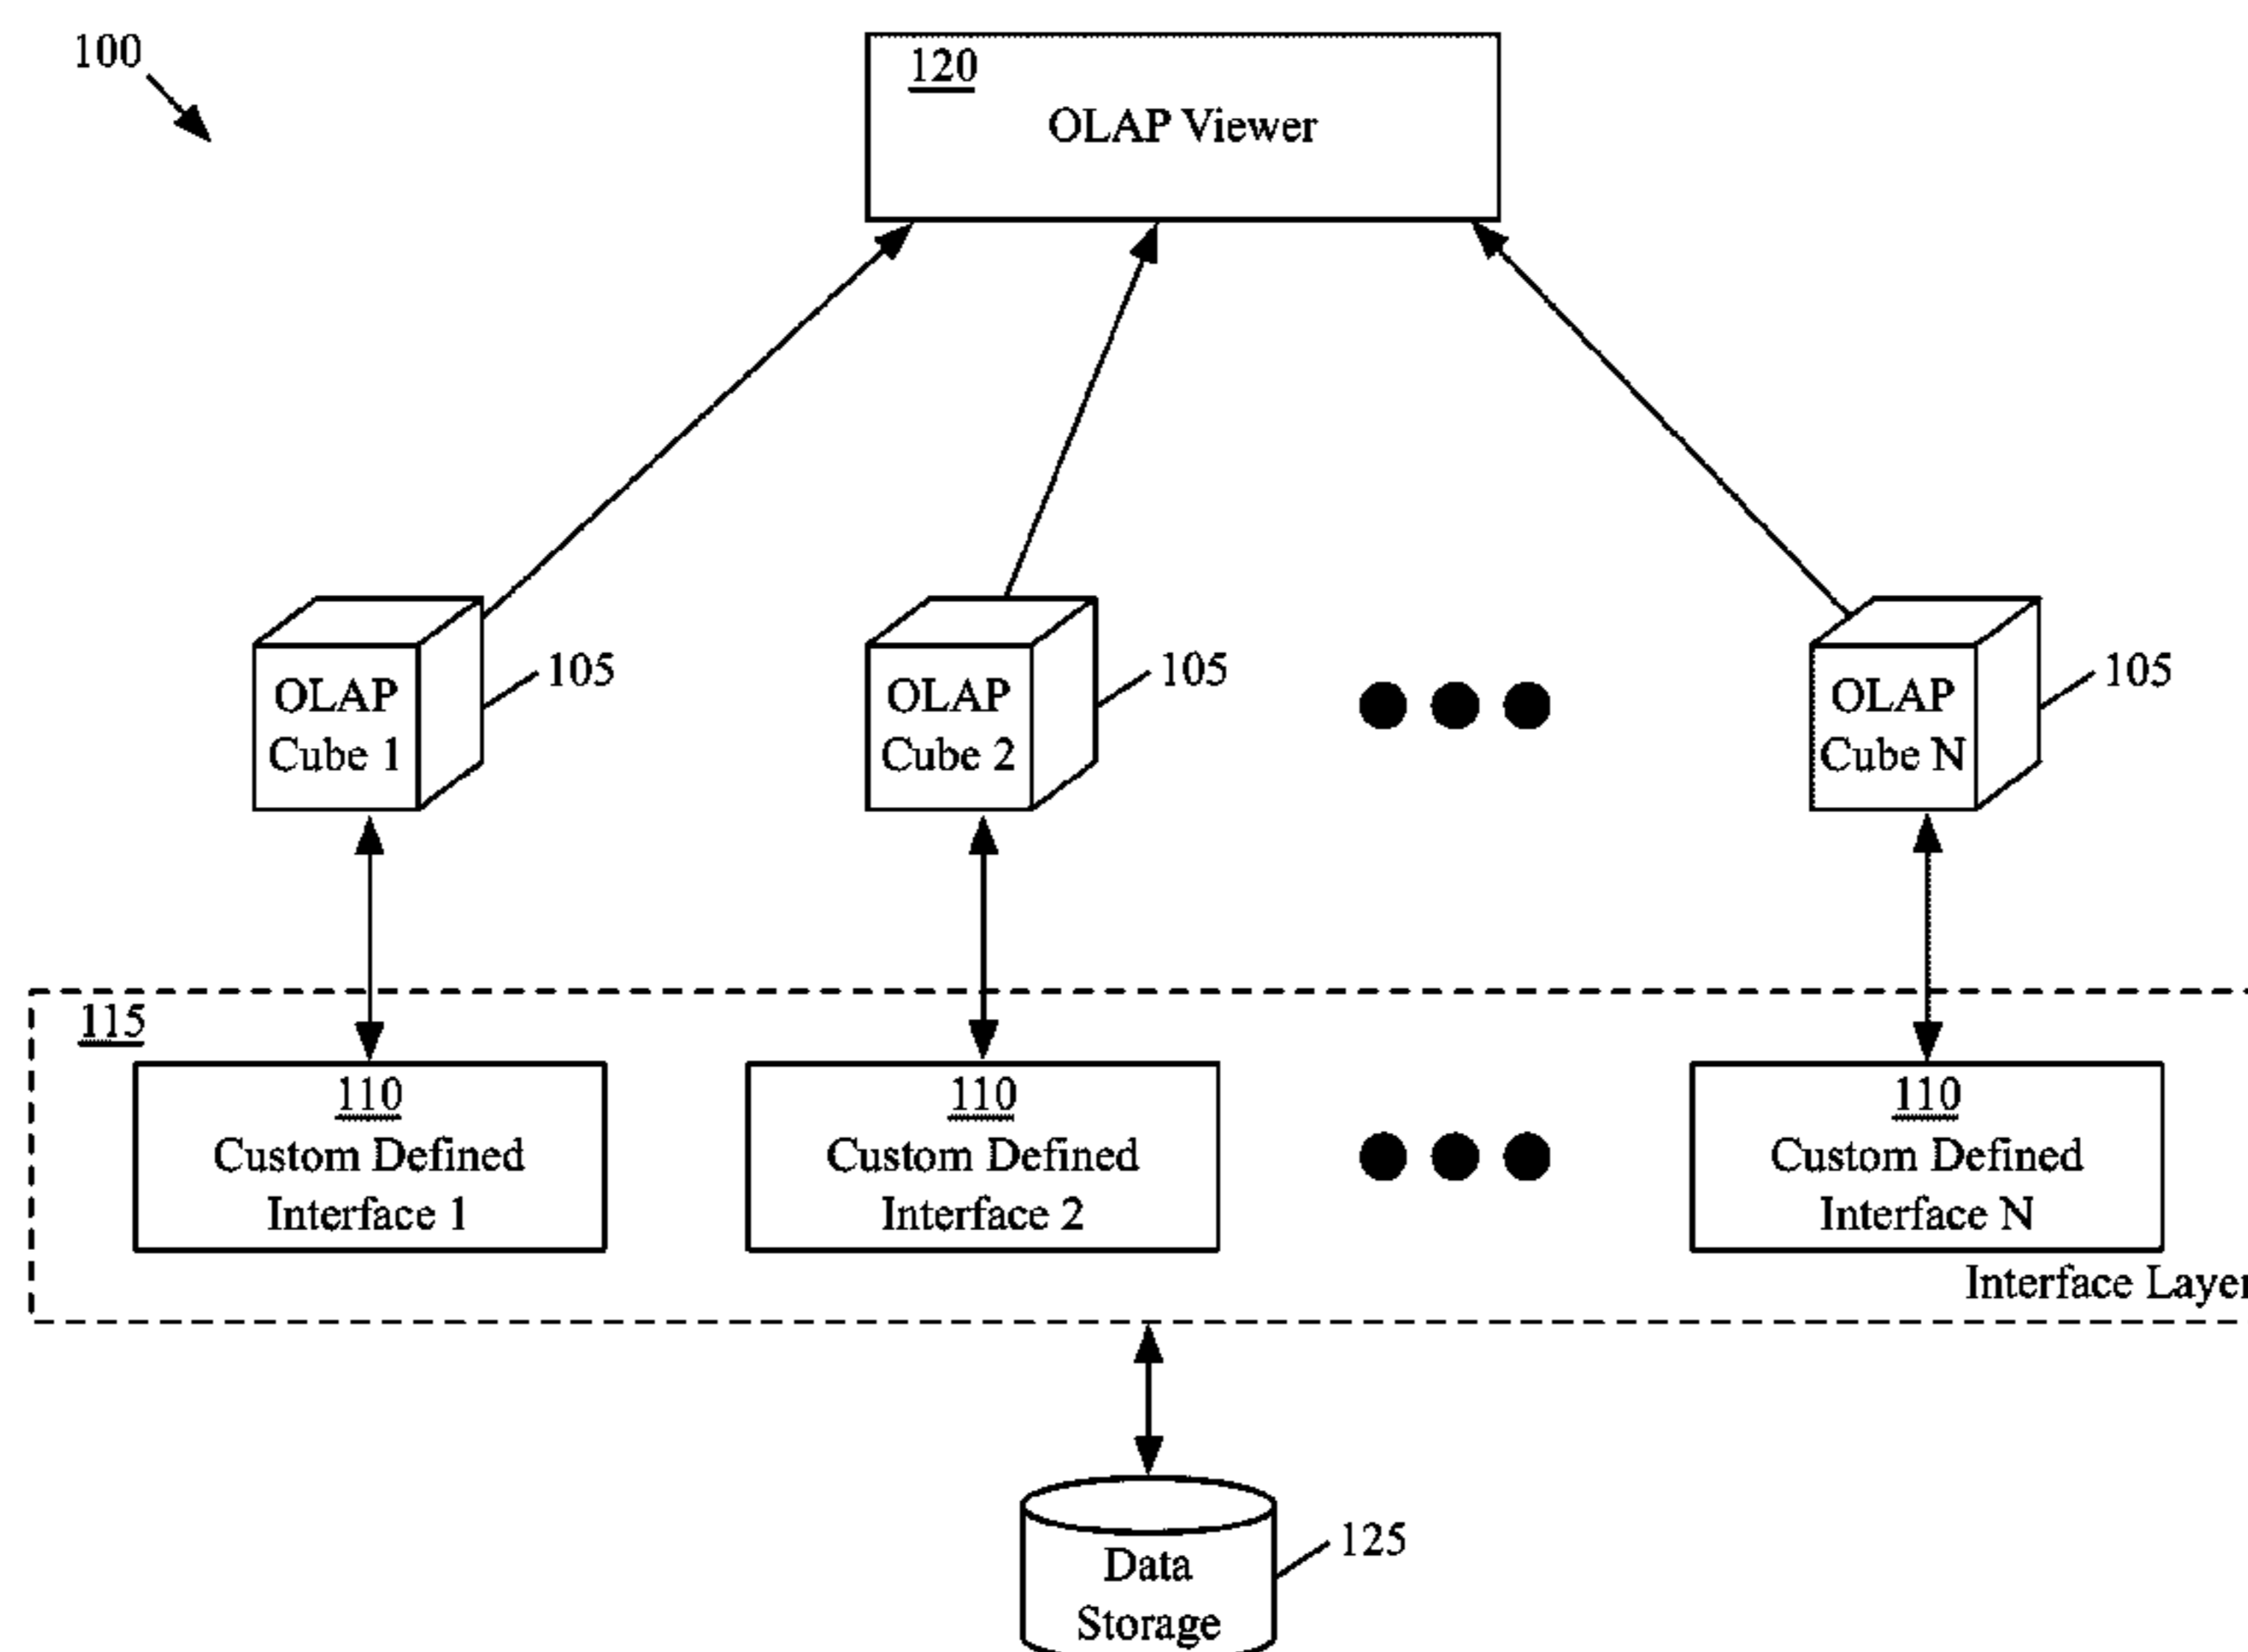 100
120
OLAP Viewer
OLAP
Cube 1
105
OLAP
Cube 2
105
OLAP
Cube N
105
115
110
Custom Defined
Interface 1
110
Custom Defined
Interface 2
110
Custom Defined
Interface N
Interface Layer
125
Data
Storage